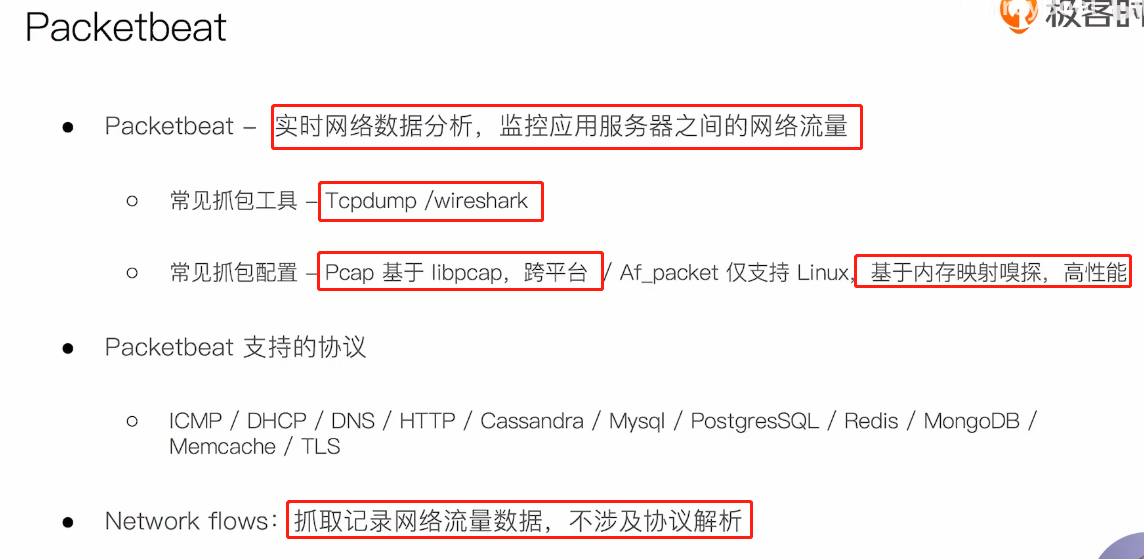 Packetbeat
极客时
Packetbeat – 实时网络数据分析，监控应用服务器之间的网络流量
常见抓包工具 – Tcpdump /wireshark
常见抓包配置 – Pcap 基于 libpcap，跨平台 / Af_packet 仅支持 Linux, 基于内存映射嗅探，高性能
Packetbeat 支持的协议
ICMP / DHCP / DNS / HTTP / Cassandra / Mysql / PostgresSQL / Redis / MongoDB /
Memcache / TLS
Network flows：抓取记录网络流量数据，不涉及协议解析